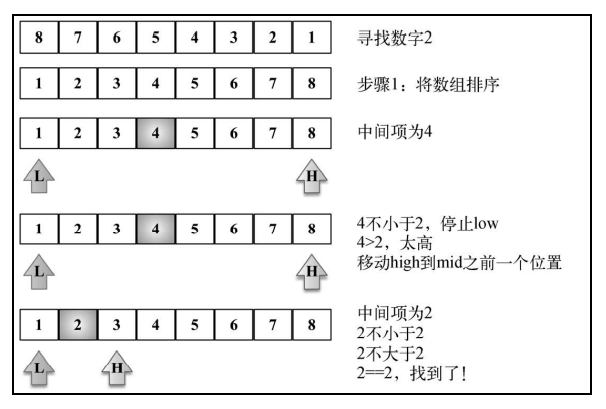 8 7 6 5 4 3 2 1 寻找数字2
1 2 3 4 5 6 7 8 步骤1：将数组排序
1 2 3 4 5 6 7 8 中间项为4
L H
1 2 3 4 5 6 7 8 4不小于2，停止low
4>2，太高
移动high到mid之前一个位置
L H
1 2 3 4 5 6 7 8 中间项为2
2不小于2
2不大于2
2==2，找到了！
L H